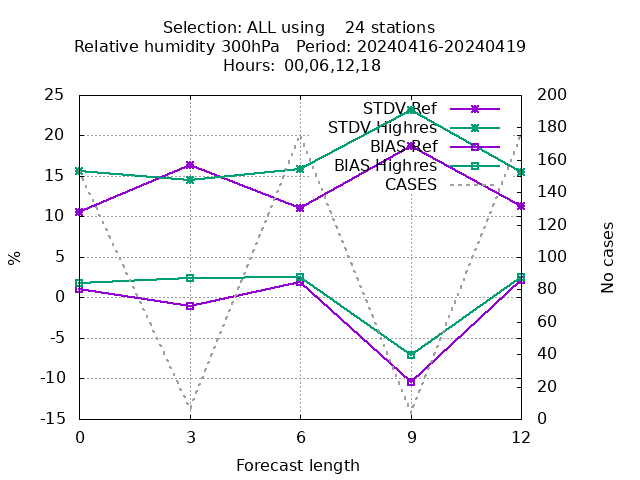 Selection: ALL using 24 stations
Relative humidity 300hPa Period: 20240416-20240419
Hours: 00,06,12,18
25
20
15
10
5
0
-5
-10
-15
%
STDV Ref
STDV Highres
BIAS Ref
BIAS Highres
CASES
200
180
160
140
120
100
80
60
40
20
0
No cases
0 3 6 9 12
Forecast length